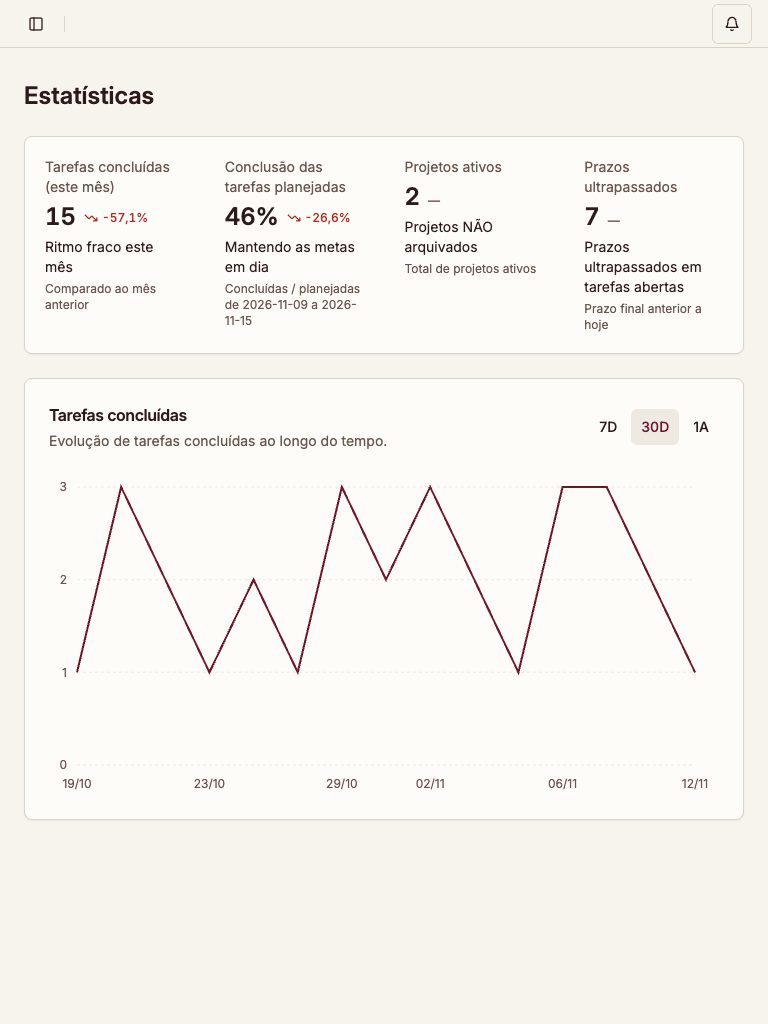 Estatísticas
Tarefas concluídas
(este mês)
15 -57,1%
Ritmo fraco este
mês
Comparado ao mês
anterior
Conclusão das
tarefas planejadas
46% -26,6%
Mantendo as metas
em dia
Concluídas / planejadas
de 2026-11-09 a 2026-
11-15
Projetos ativos
2 —
Projetos NÃO
arquivados
Total de projetos ativos
Prazos
ultrapassados
7 —
Prazos
ultrapassados em
tarefas abertas
Prazo final anterior a
hoje
Tarefas concluídas
Evolução de tarefas concluídas ao longo do tempo.
7D 30D 1A
3
2
1
0
19/10 23/10 29/10 02/11 06/11 12/11